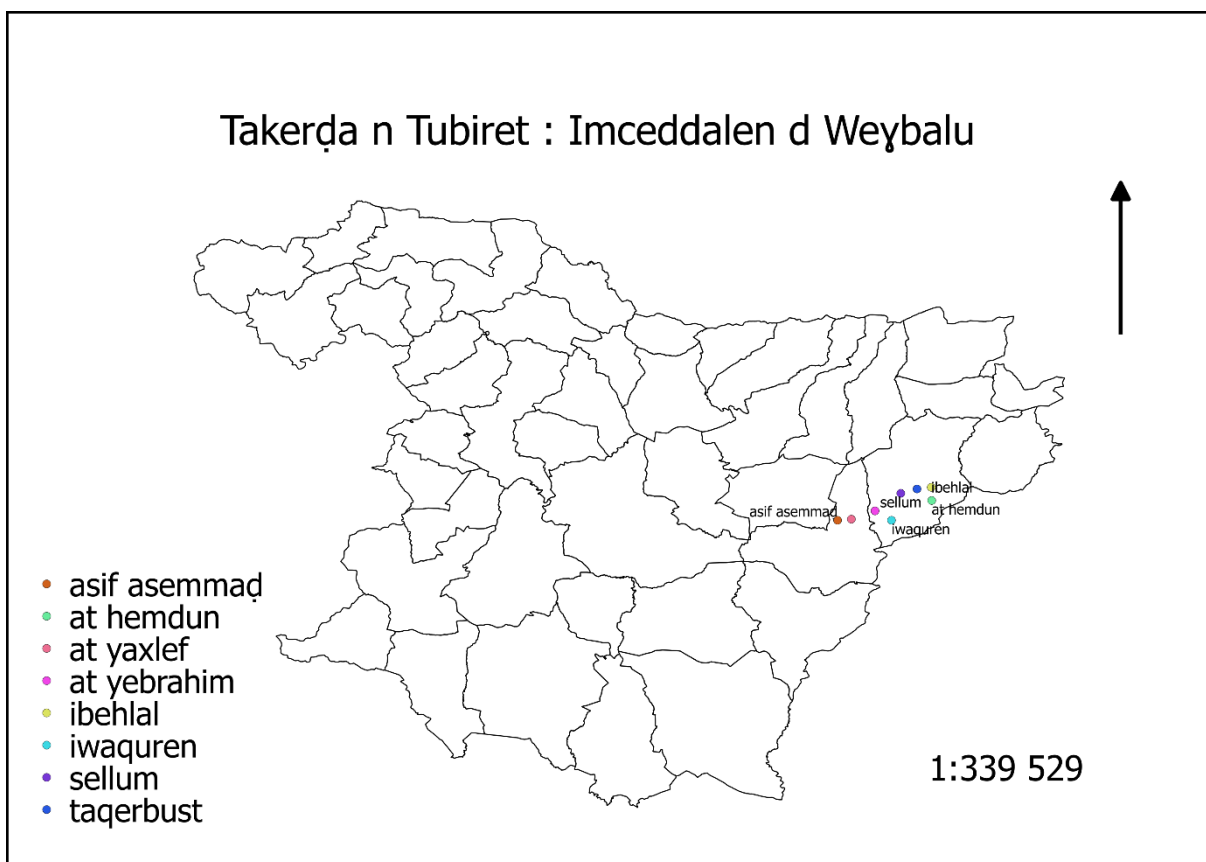 Takerḍa n Tubiret : Imceddalen d Weɣbalu
ibehlal
sellum
at hemdun
asif asemmaḍ
iwaquren
asif asemmaḍ
at hemdun
at yaxlef
at yebrahim
ibehlal
iwaquren
sellum
taqerbust
1:339 529